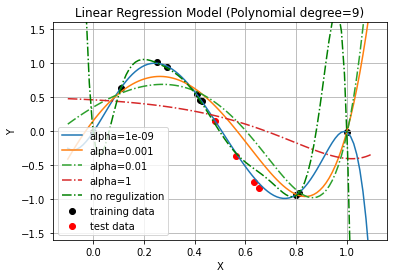 Linear Regression Model (Polynomial degree=9)
1.5
1.0
0.5
0.0
−0.5
−1.0
−1.5
Y
alpha=1e-09
alpha=0.001
alpha=0.01
alpha=1
no regulization
training data
test data
0.0 0.2 0.4 0.6 0.8 1.0
X